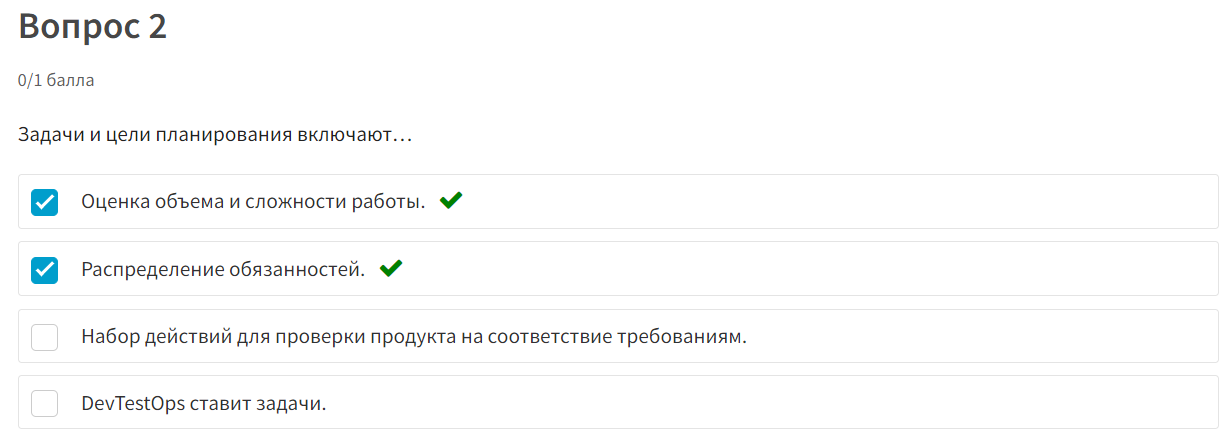 Вопрос 2
0/1 балла
Задачи и цели планирования включают…
Оценка объема и сложности работы.
Распределение обязанностей.
Набор действий для проверки продукта на соответствие требованиям.
DevTestOps ставит задачи.